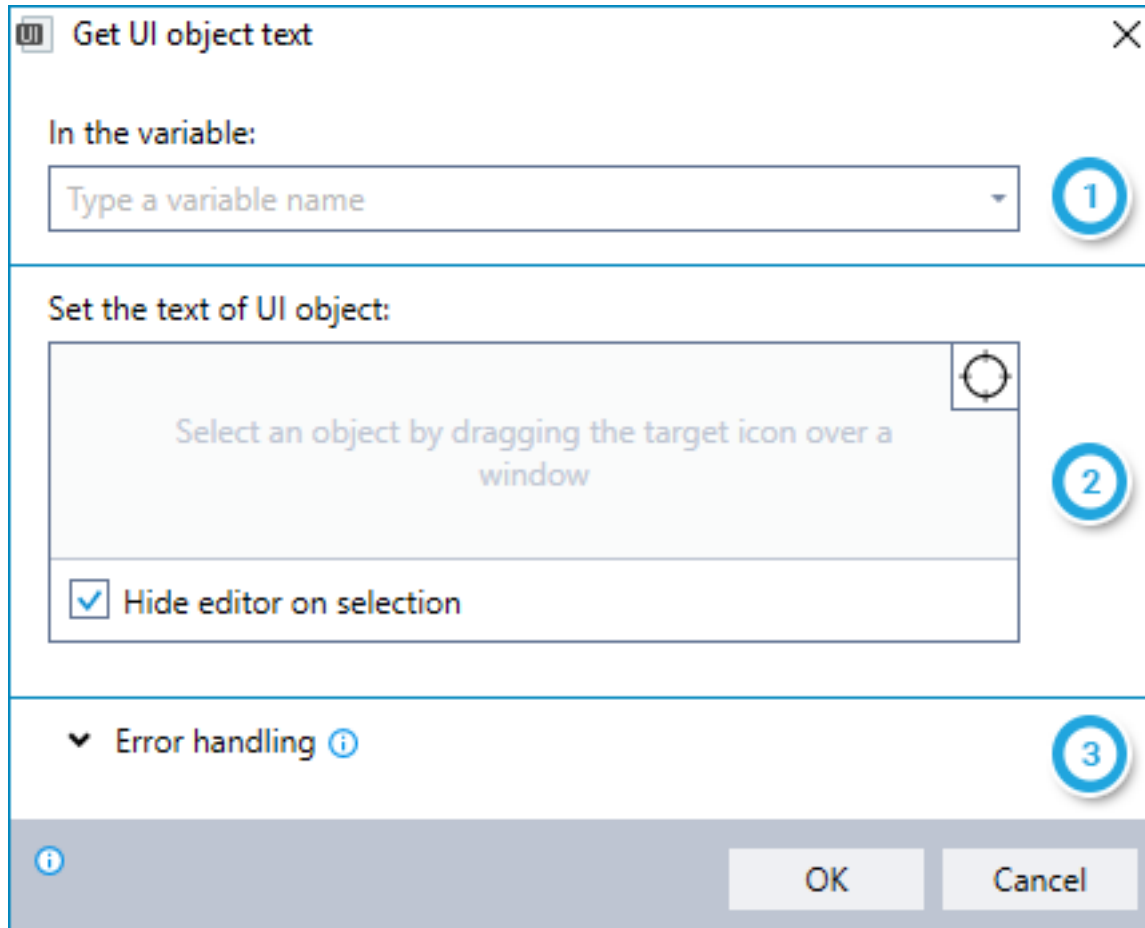 UI Get UI object text
In the variable:
Type a variable name
1
Set the text of UI object:
Select an object by dragging the target icon over a
window
2
Hide editor on selection
Error handling
3
OK Cancel